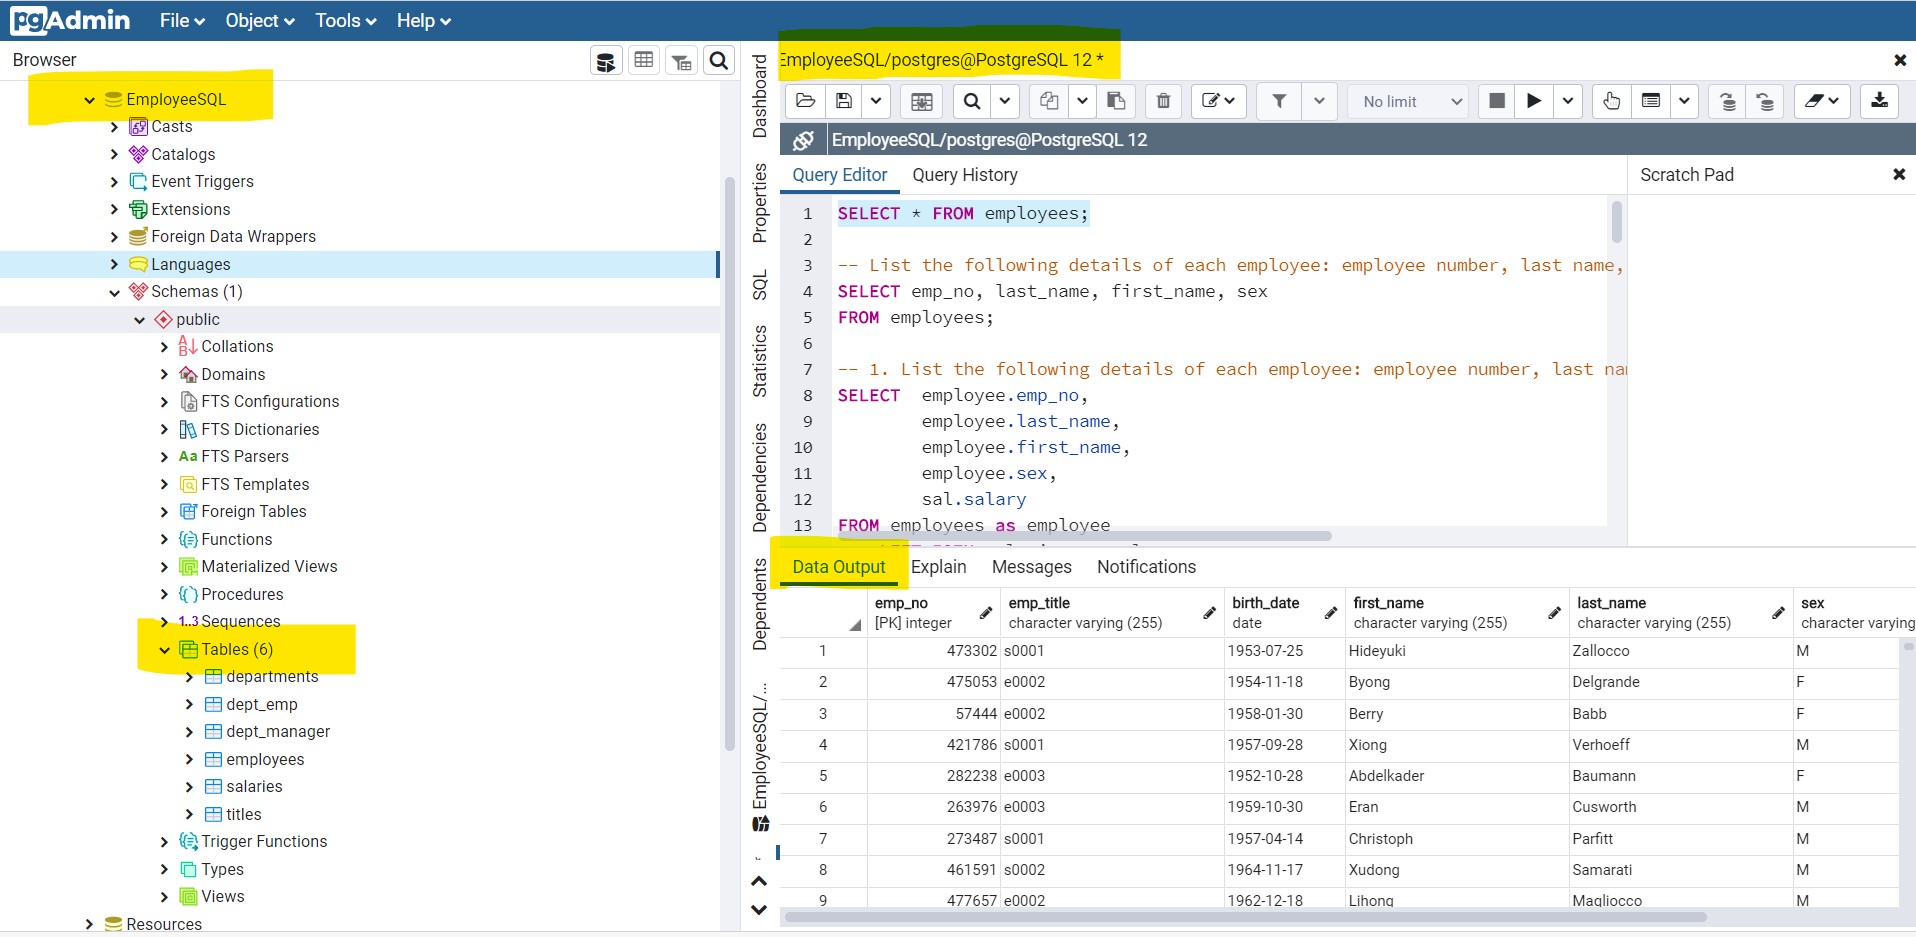 pgAdmin File Object Tools Help
Browser
EmployeeSQL
Casts
Catalogs
Event Triggers
Extensions
Foreign Data Wrappers
Languages
Schemas (1)
public
Collations
Domains
FTS Configurations
FTS Dictionaries
Aa FTS Parsers
FTS Templates
Foreign Tables
Functions
Materialized Views
Procedures
1..3 Sequences
Tables (6)
departments
dept_emp
dept_manager
employees
salaries
titles
Trigger Functions
Types
Views
Resources
Dashboard
Properties
SQL
Statistics
Dependencies
Dependents
EmployeeSQL/...
EmployeeSQL/postgres@PostgreSQL 12 *
No limit
EmployeeSQL/postgres@PostgreSQL 12
Query Editor Query History
Scratch Pad
1 SELECT * FROM employees;
2
3 -- List the following details of each employee: employee number, last name,
4 SELECT emp_no, last_name, first_name, sex
5 FROM employees;
6
7 -- 1. List the following details of each employee: employee number, last
8 SELECT employee.emp_no,
9 employee.last_name,
10 employee.first_name,
11 employee.sex,
12 sal.salary
13 FROM employees as employee
Data Output Explain Messages Notifications
emp_no emp_title birth_date first_name last_name sex
[PK] integer character varying (255) date character varying (255) character varying (255) character varying
1 473302 s0001 1953-07-25 Hideyuki Zallocco M
2 475053 e0002 1954-11-18 Byong Delgrande F
3 57444 e0002 1958-01-30 Berry Babb F
4 421786 s0001 1957-09-28 Xiong Verhoeff M
5 282238 e0003 1952-10-28 Abdelkader Baumann F
6 263976 e0003 1959-10-30 Eran Cusworth M
7 273487 s0001 1957-04-14 Christoph Parfitt M
8 461591 s0002 1964-11-17 Xudong Samarati M
9 477657 e0002 1962-12-18 Lihong Magliocco M